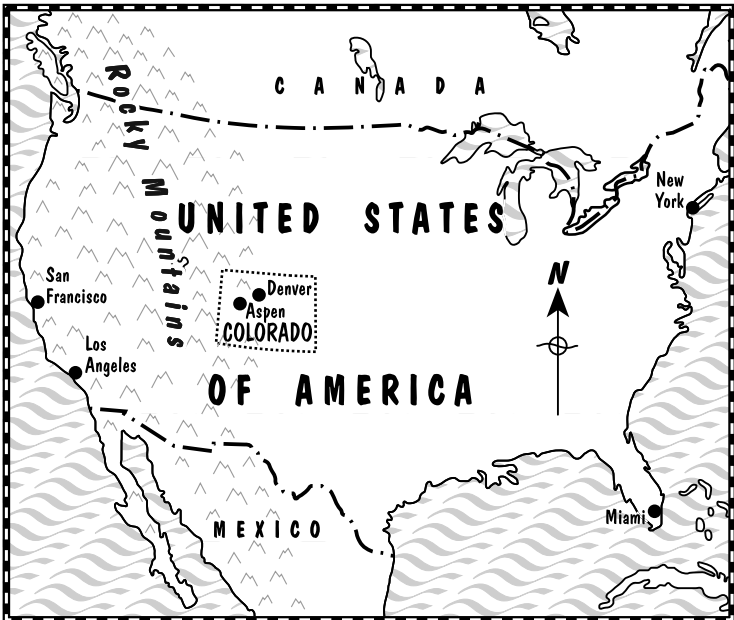 CANADA
Rocky Mountains
New
York
UNITED STATES
N
San
Francisco
Denver
Aspen
COLORADO
Los
Angeles
OF AMERICA
Miami
MEXICO